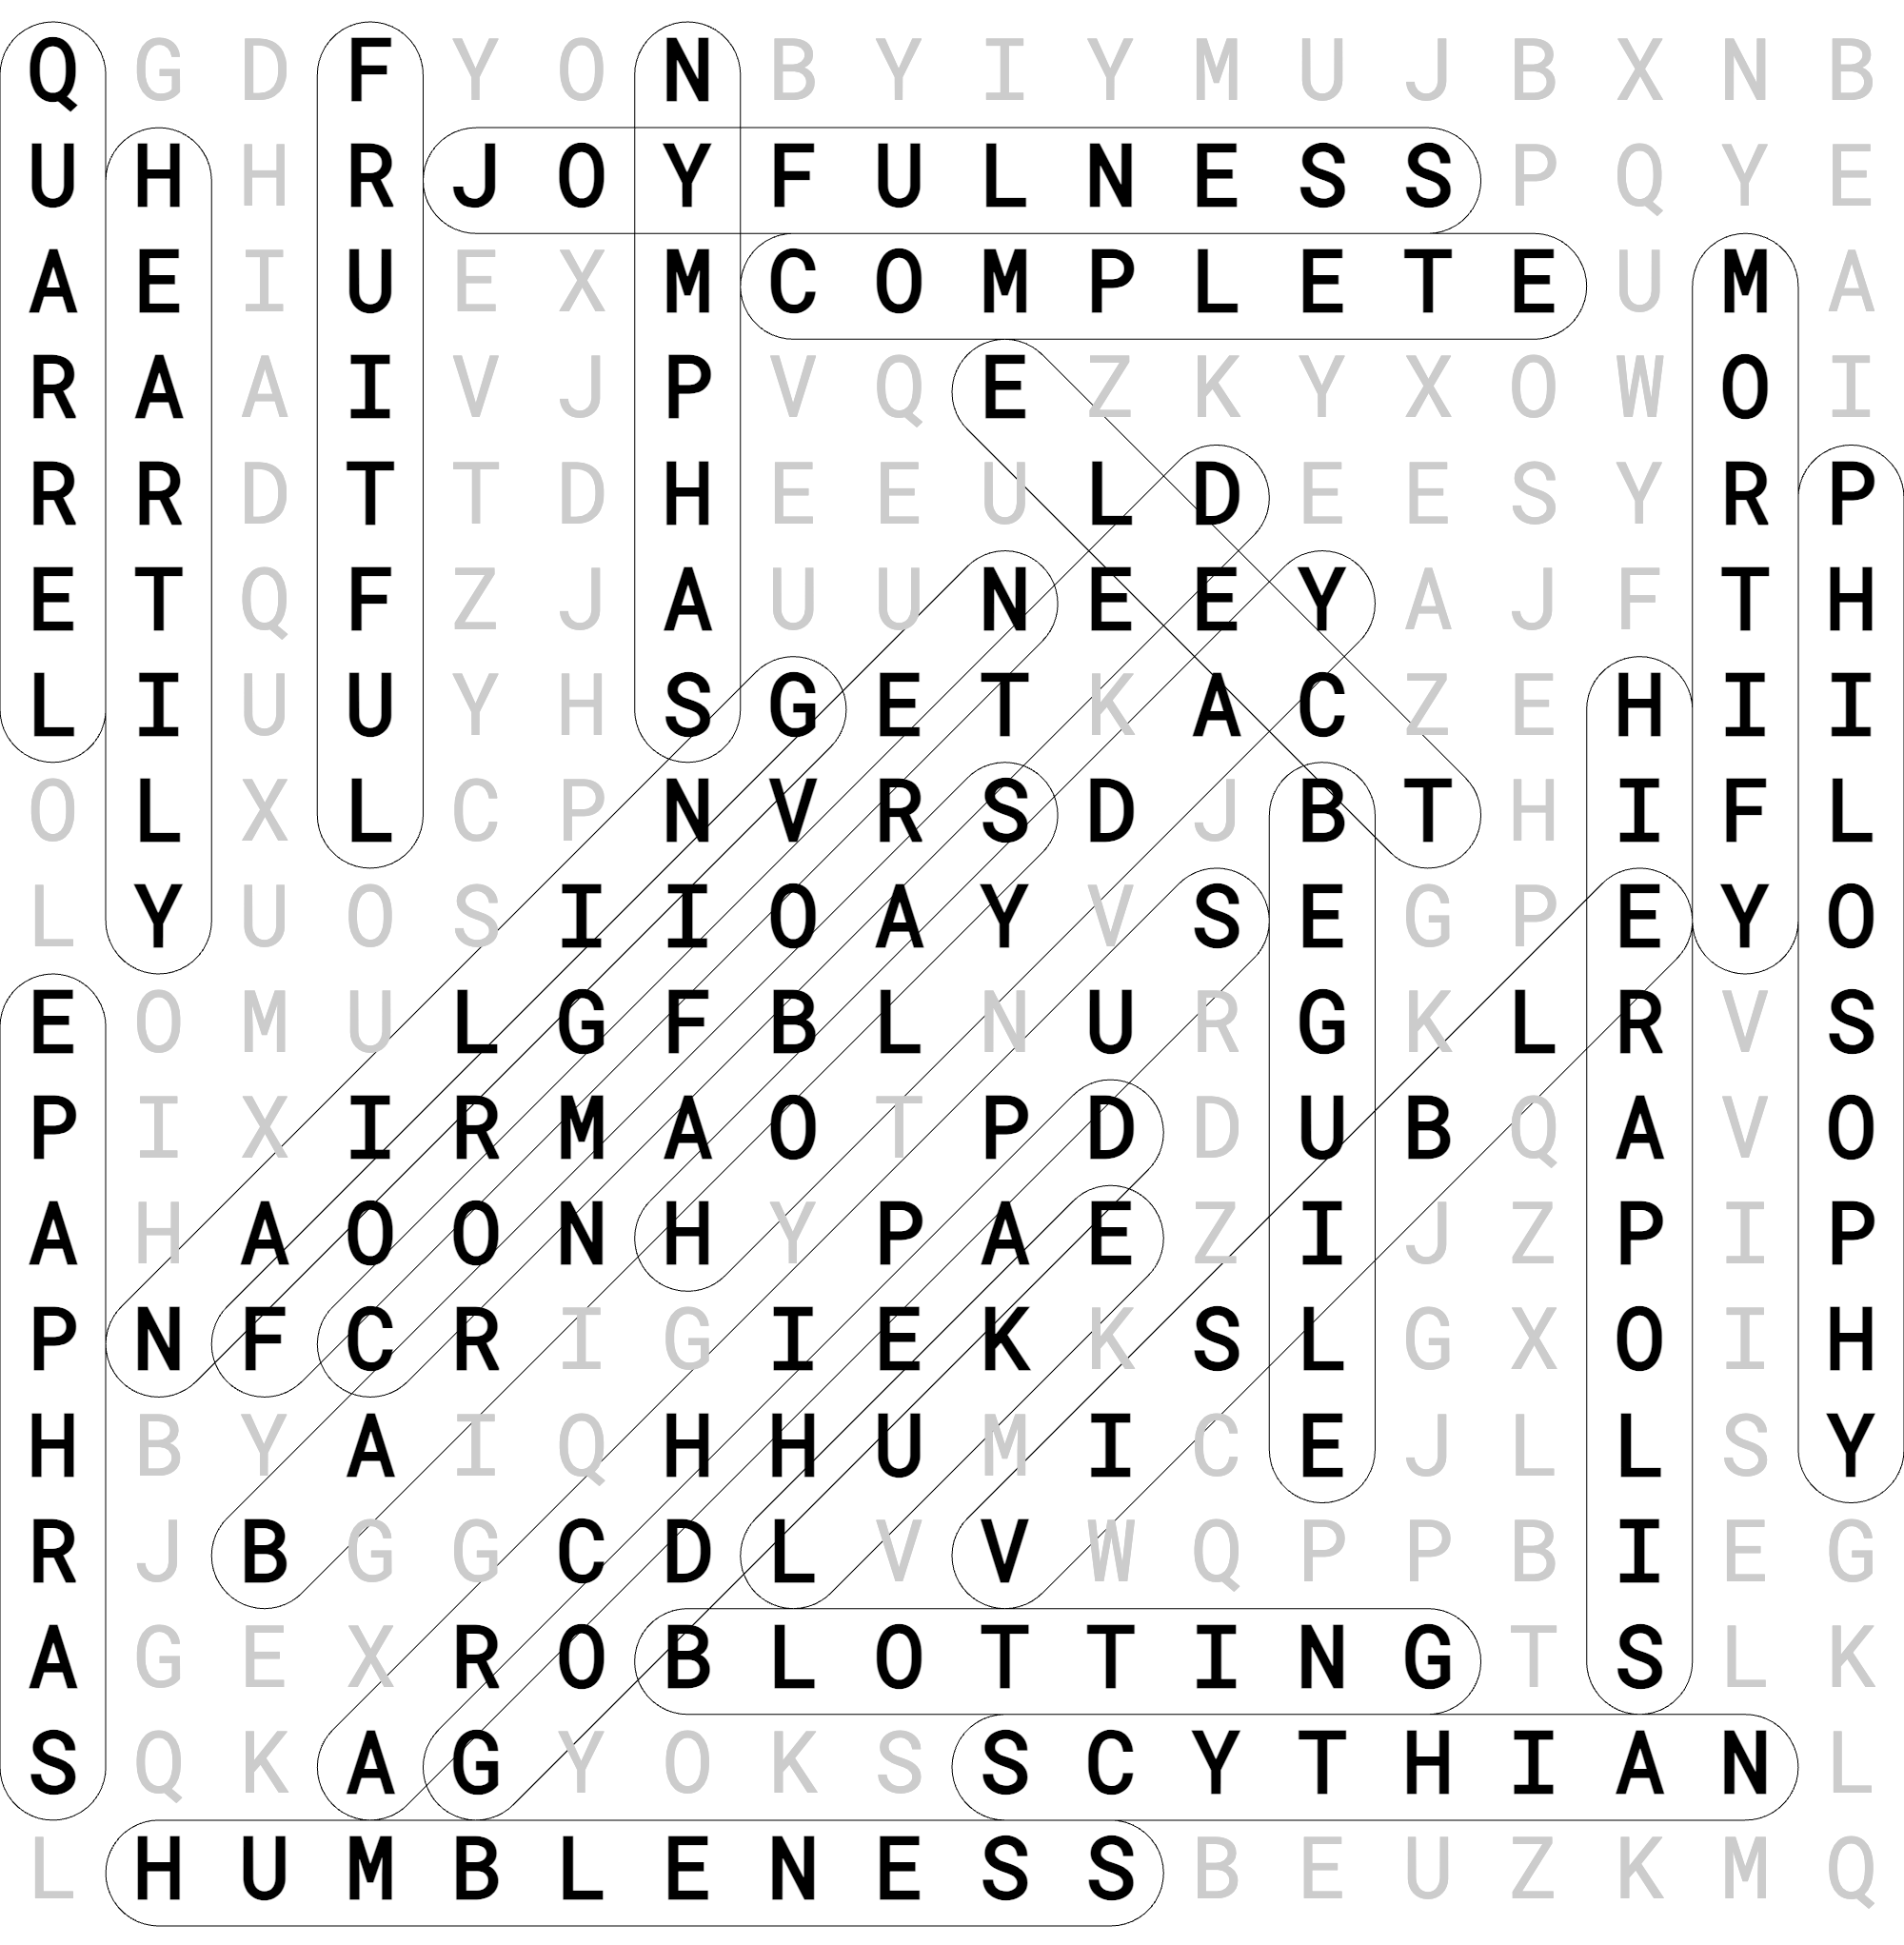 Q G D F Y O N B Y I Y M U J B X N B
U H H R J O Y F U L N E S S P Q Y E
A E I U E X M C O M P L E T E U M A
R A A I V J P V Q E Z K Y X O W O I
R R D T T D H E E U L D E E S Y R P
E T Q F Z J A U U N E E Y A J F T H
L I U U Y H S G E T K A C Z E H I I
O L X L C P N V R S D J B T H I F L
L Y U O S I I O A Y V S E G P E Y O
E O M U L G F B L N U R G K L R V S
P I X I R M A O T P D D U B Q A V O
A H A O O N H Y P A E Z I J Z P I P
P N F C R I G I E K K S L G X O I H
H B Y A I Q H H U M I C E J L L S Y
R J B G G C D L V V W Q P P B I E G
A G E X R O B L O T T I N G T S L K
S Q K A G Y O K S S C Y T H I A N L
L H U M B L E N E S S B E U Z K M Q